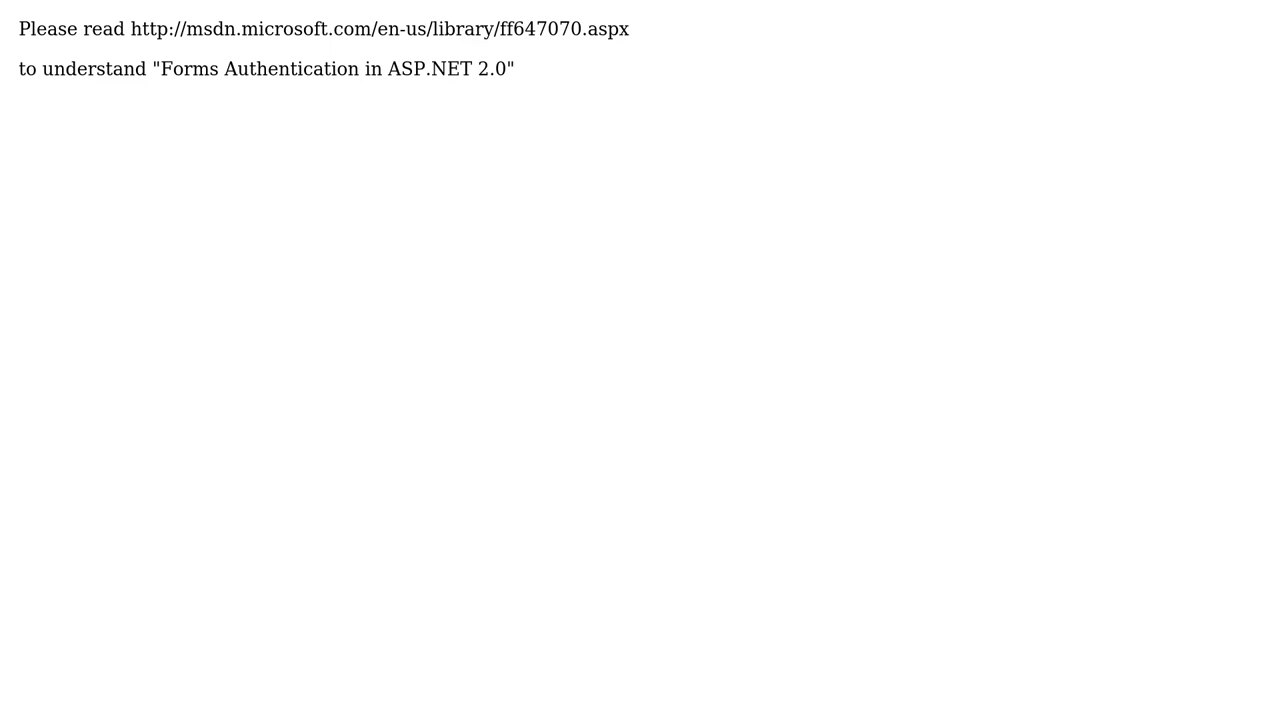 Please read http://msdn.microsoft.com/en-us/library/ff647070.aspx
to understand "Forms Authentication in ASP.NET 2.0"